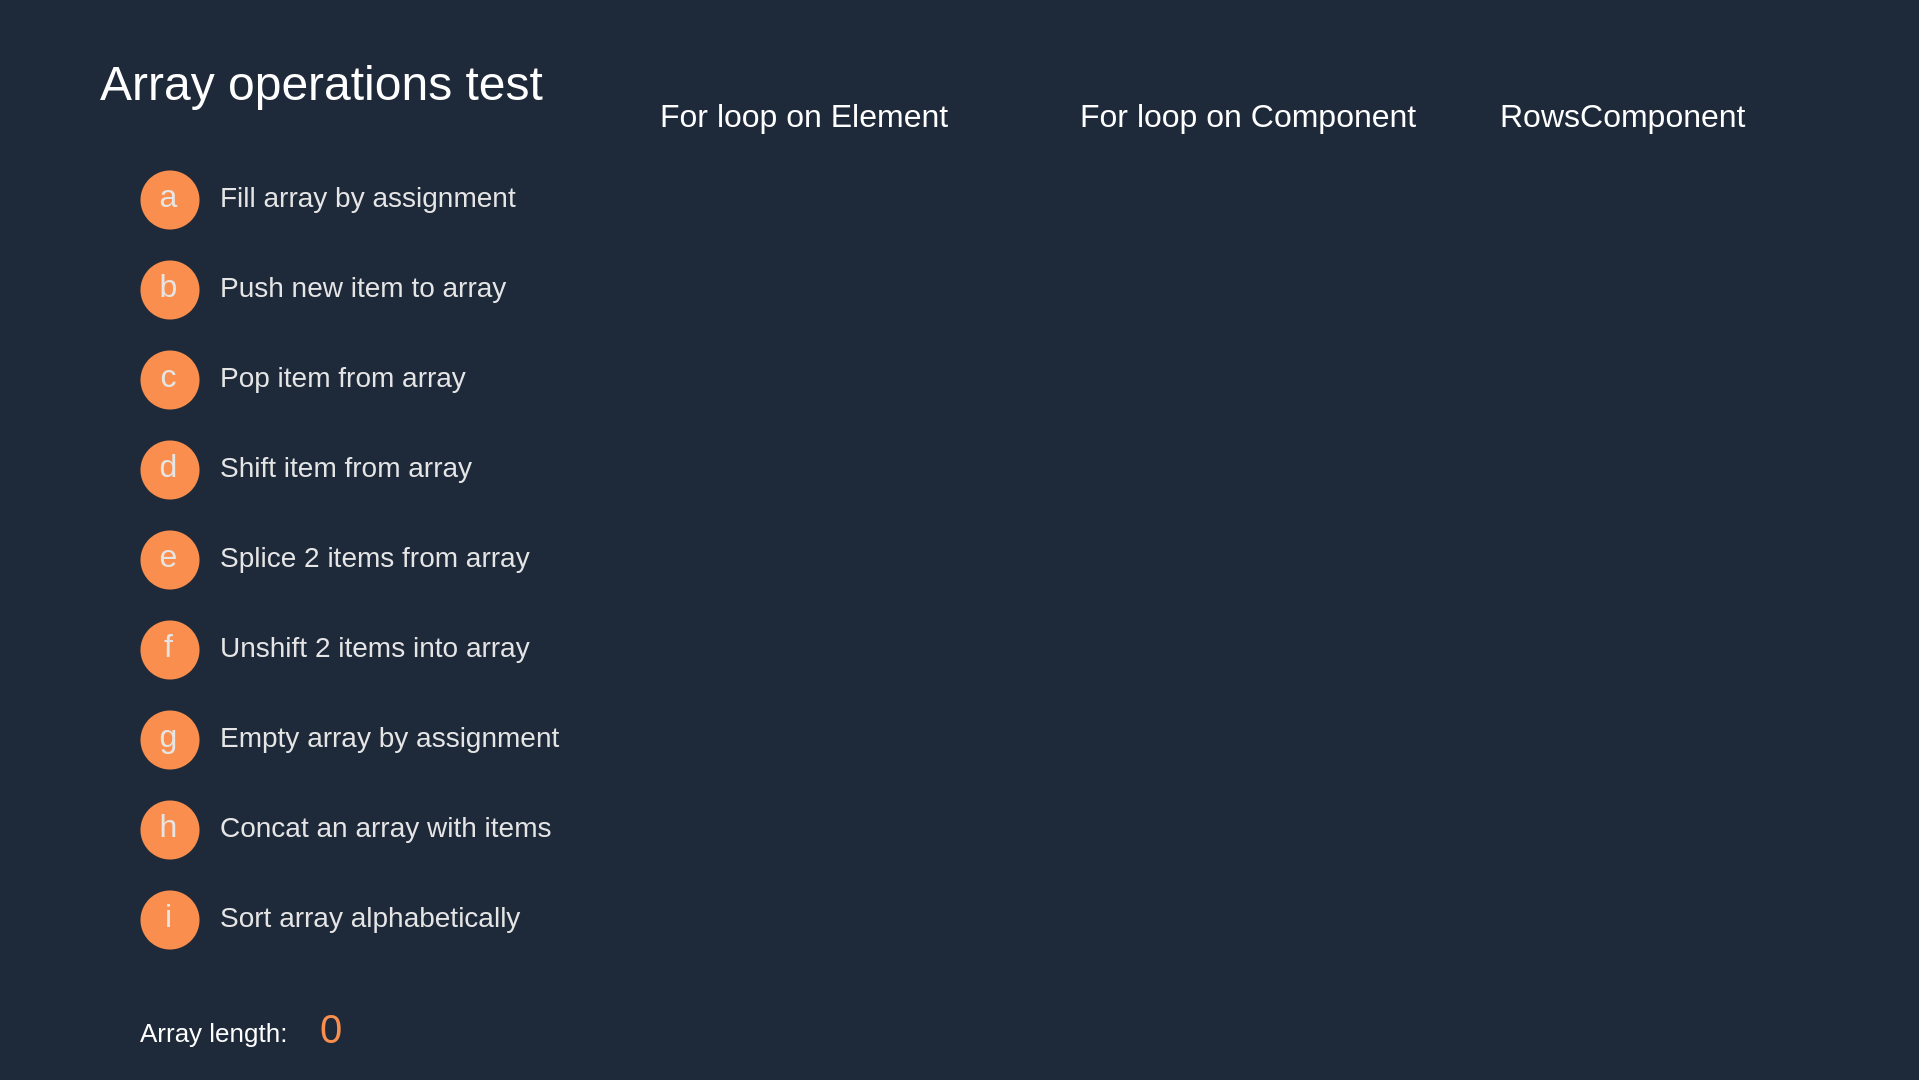 Array operations test
For loop on Element
For loop on Component
RowsComponent
a Fill array by assignment
b Push new item to array
c Pop item from array
d Shift item from array
e Splice 2 items from array
f Unshift 2 items into array
g Empty array by assignment
h Concat an array with items
i Sort array alphabetically
Array length: 0